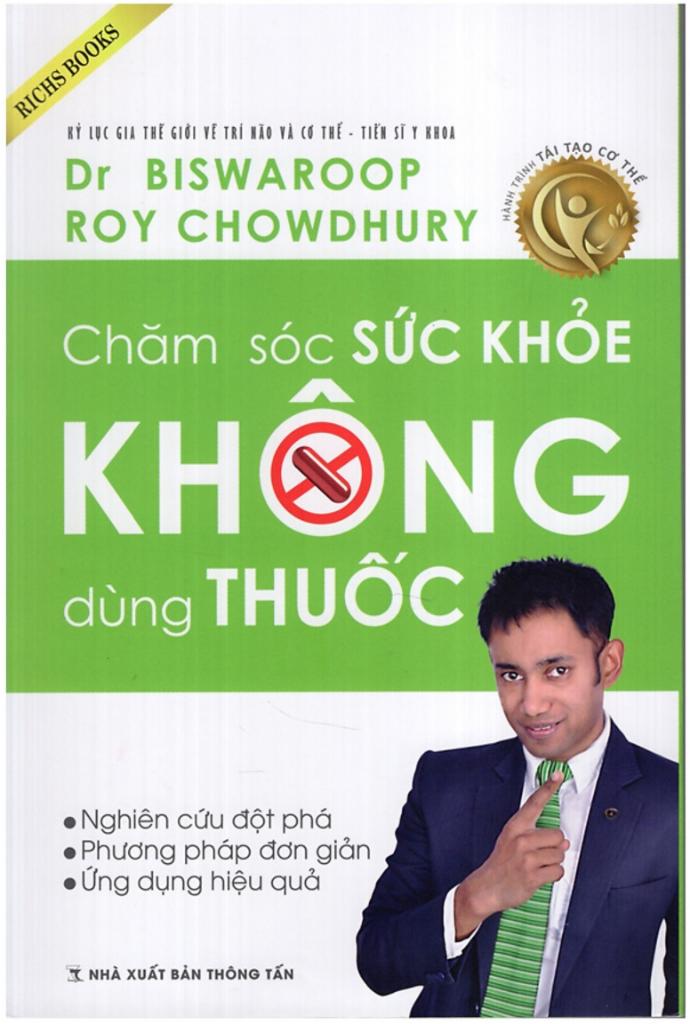 RICHS BOOKS
KỶ LỤC GIA THẾ GIỚI VỀ TRÍ NÃO VÀ CƠ THỂ - TIẾN SĨ Y KHOA
Dr BISWAROOP
ROY CHOWDHURY
HÀNH TRÌNH TÁI TẠO CƠ THỂ
Chăm sóc SỨC KHỎE
KHÔNG
dùng THUỐC
• Nghiên cứu đột phá
• Phương pháp đơn giản
• Ứng dụng hiệu quả
NHÀ XUẤT BẢN THÔNG TẤN